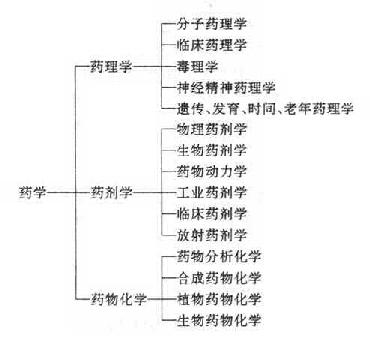 分子药理学
临床药理学
药理学
毒理学
神经精神药理学
遗传、发育、时间、老年药理学
物理药剂学
生物药剂学
药物动力学
药学
药剂学
工业药剂学
临床药剂学
放射药剂学
药物分析化学
合成药物化学
药物化学
植物药物化学
生物药物化学